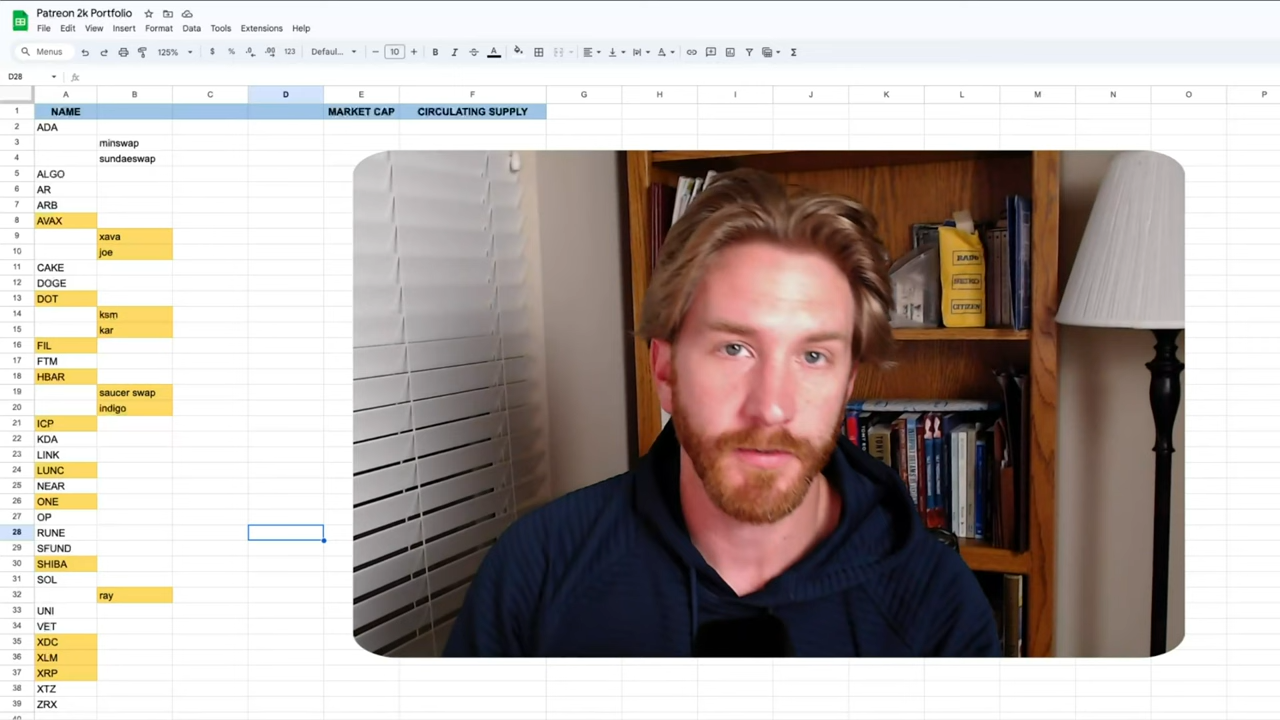 Patreon 2k Portfolio
File Edit View Insert Format Data Tools Extensions Help
Menus 125% $ % .0 .00 123 Defaul... 10 B I A
D28 fx
A B C D E F G H I J K L M N O P
1 NAME MARKET CAP CIRCULATING SUPPLY
2 ADA
3 minswap
4 sundaeswap
5 ALGO
6 AR
7 ARB
8 AVAX
9 xava
10 joe
11 CAKE
12 DOGE
13 DOT
14 ksm
15 kar
16 FIL
17 FTM
18 HBAR
19 saucer swap
20 indigo
21 ICP
22 KDA
23 LINK
24 LUNC
25 NEAR
26 ONE
27 OP
28 RUNE
29 SFUND
30 SHIBA
31 SOL
32 ray
33 UNI
34 VET
35 XDC
36 XLM
37 XRP
38 XTZ
39 ZRX
CITIZEN